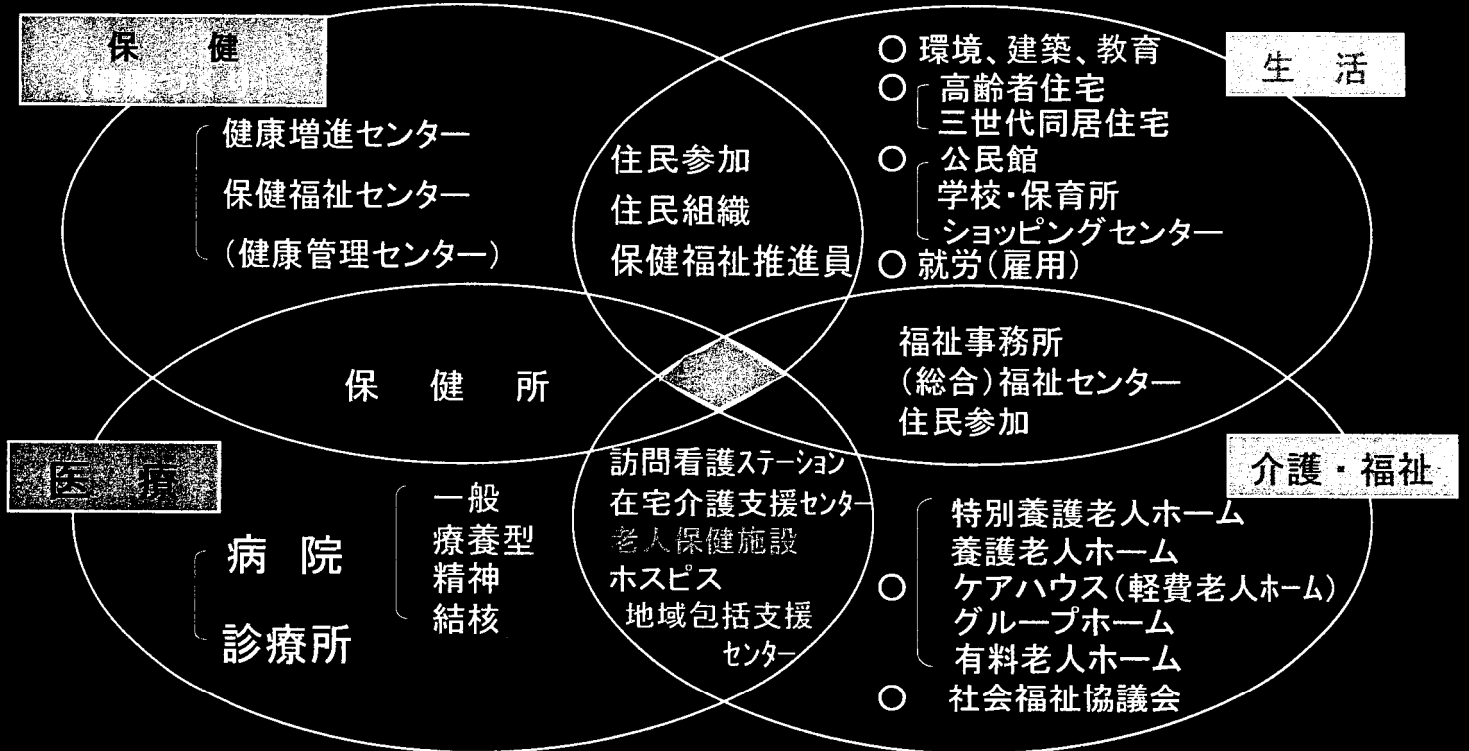 保 健
(健康づくり)
健康増進センター
保健福祉センター
(健康管理センター)
住民参加
住民組織
保健福祉推進員
生 活
○ 環境、建築、教育
○ 高齢者住宅
三世代同居住宅
○ 公民館
学校・保育所
ショッピングセンター
○ 就労(雇用)
保 健 所
福祉事務所
(総合)福祉センター
住民参加
医 療
病 院
診療所
一般
療養型
精神
結核
訪問看護ステーション
在宅介護支援センター
老人保健施設
ホスピス
地域包括支援
センター
介護・福祉
特別養護老人ホーム
養護老人ホーム
○ ケアハウス(軽費老人ホーム)
グループホーム
有料老人ホーム
○ 社会福祉協議会